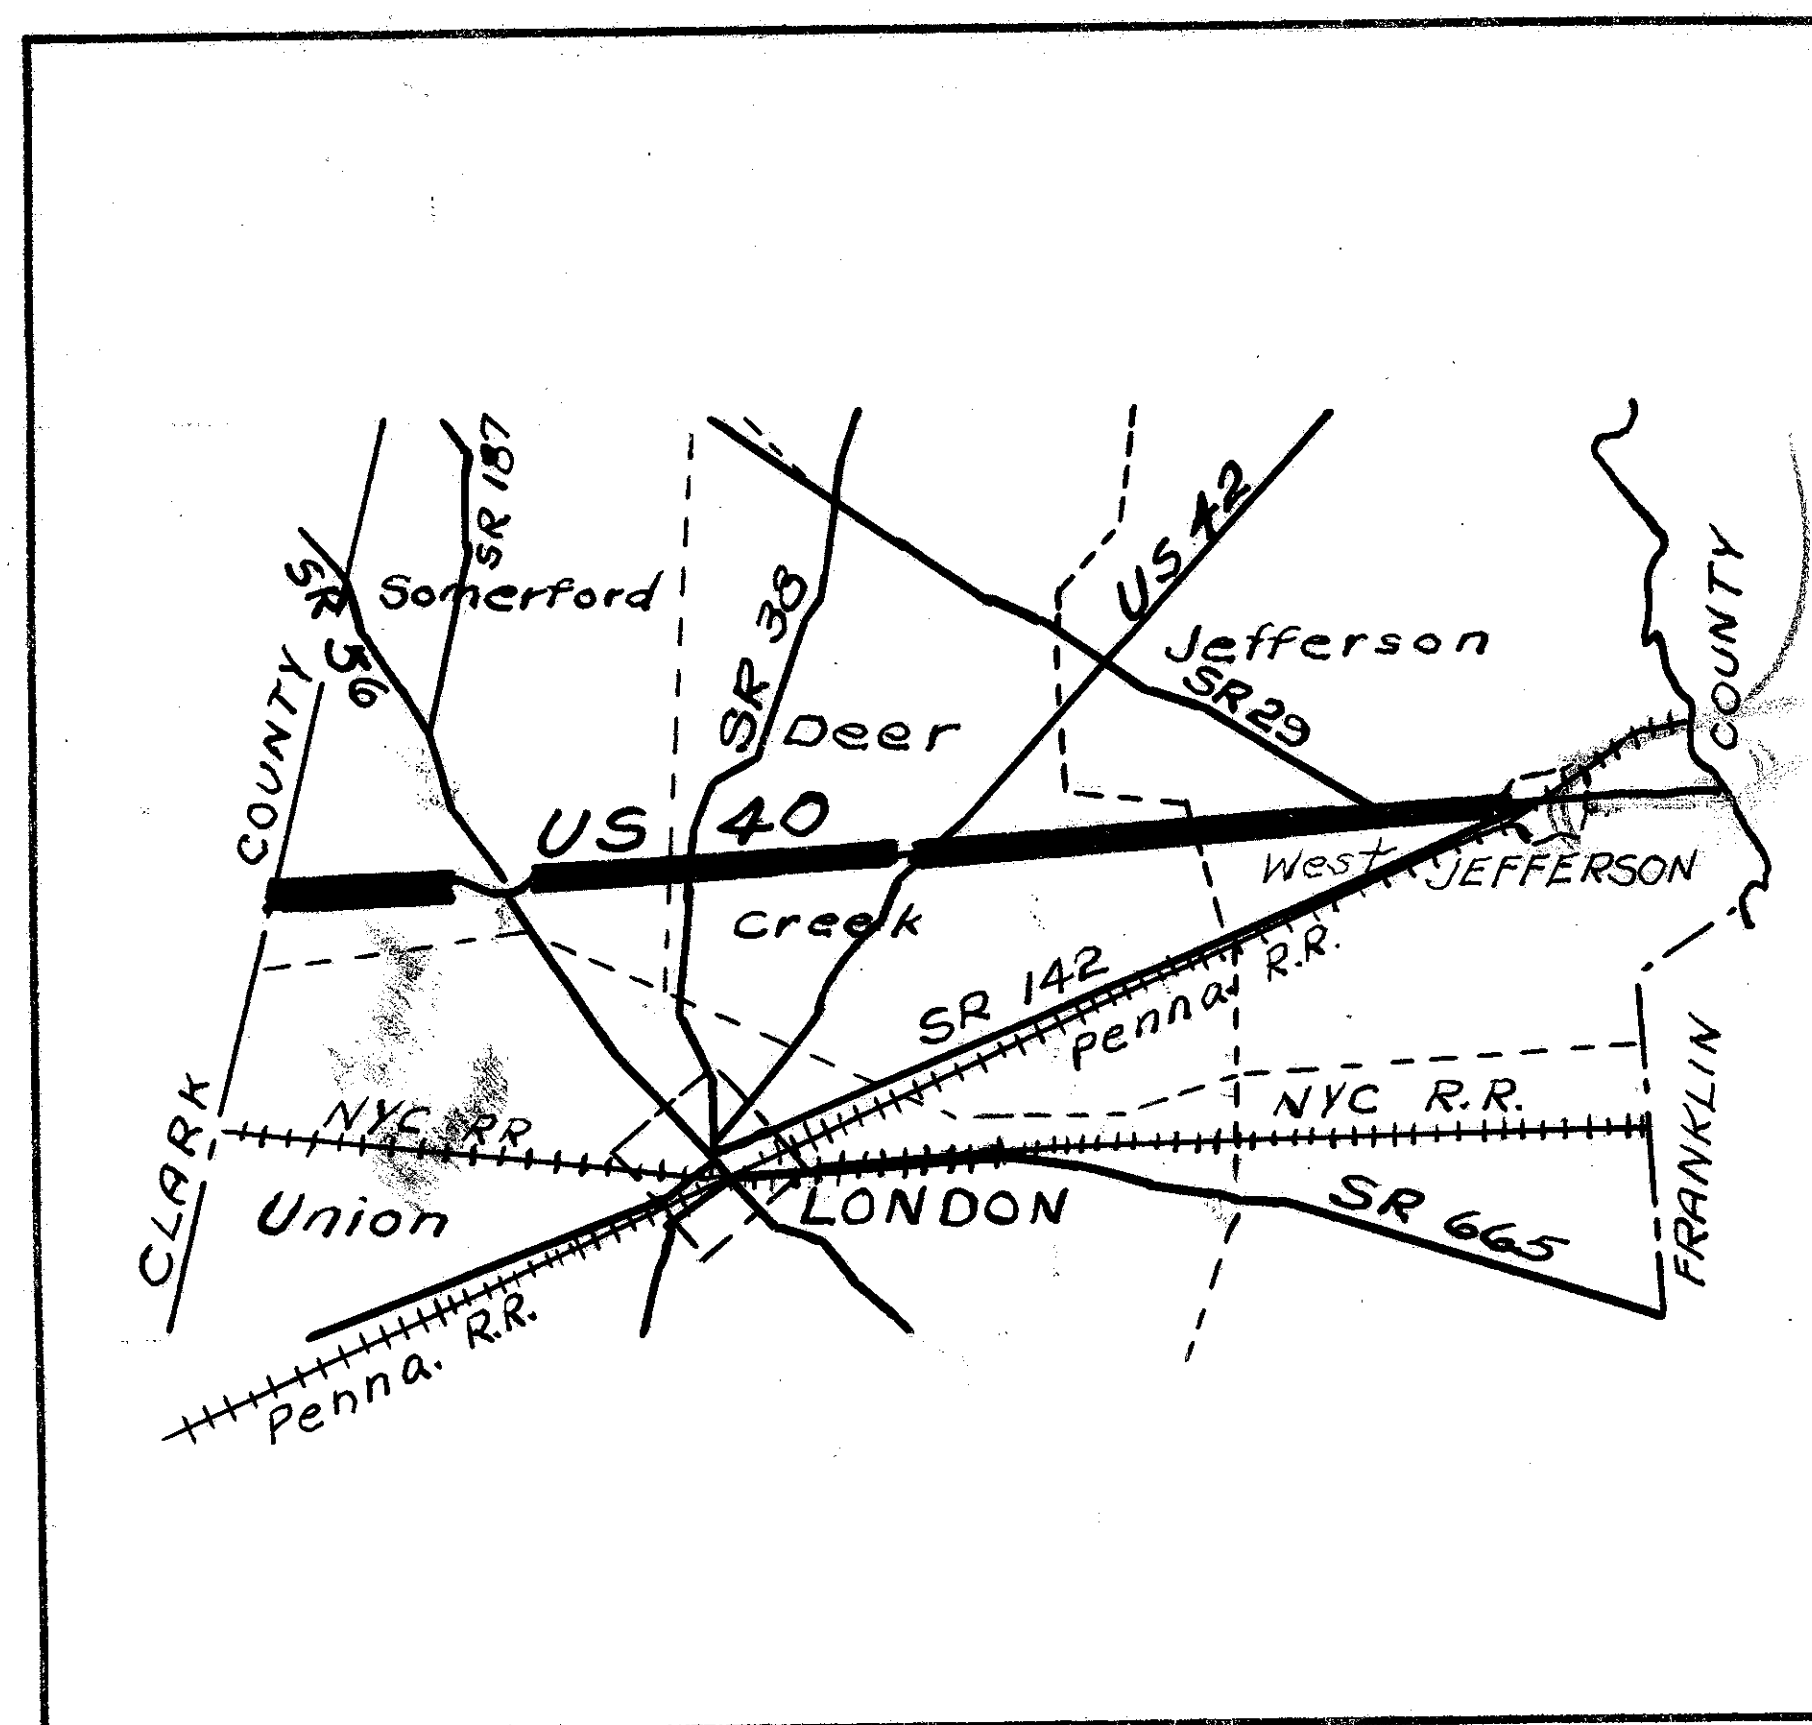 SR 187
SR 56
Somerford
SR 38
US 42
Jefferson
SR 29
Deer
Creek
US 40
COUNTY
CLARK
COUNTY
FRANKLIN
West JEFFERSON
SR 142
Penna. R.R.
NYC RR
NYC R.R.
Union
LONDON
SR 665
Penna. R.R.